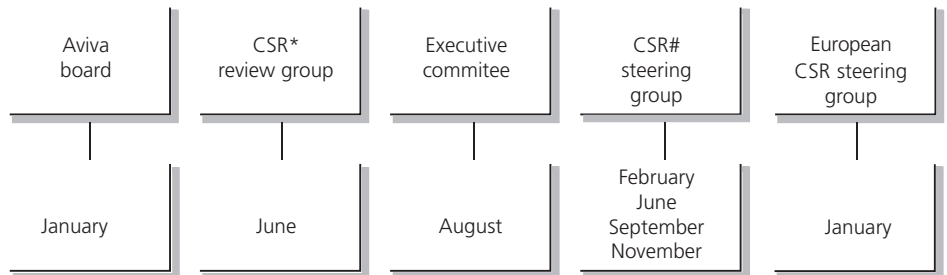 Aviva
board
CSR*
review group
Executive
commitee
CSR#
steering
group
European
CSR steering
group
January
June
August
February
June
September
November
January